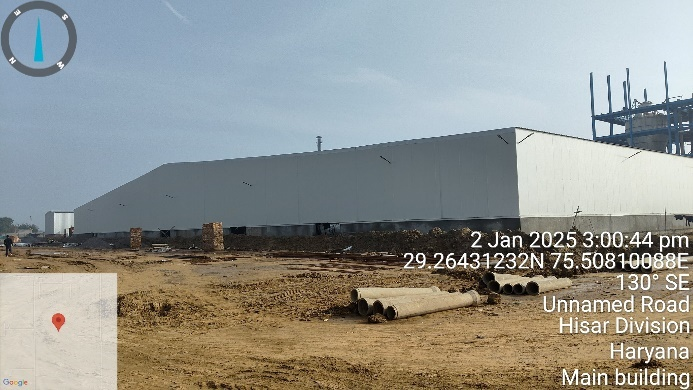 E
S
N
W
2 Jan 2025 3:00:44 pm
29.26431232N 75.50810088E
130° SE
Unnamed Road
Hisar Division
Haryana
Main building
Google